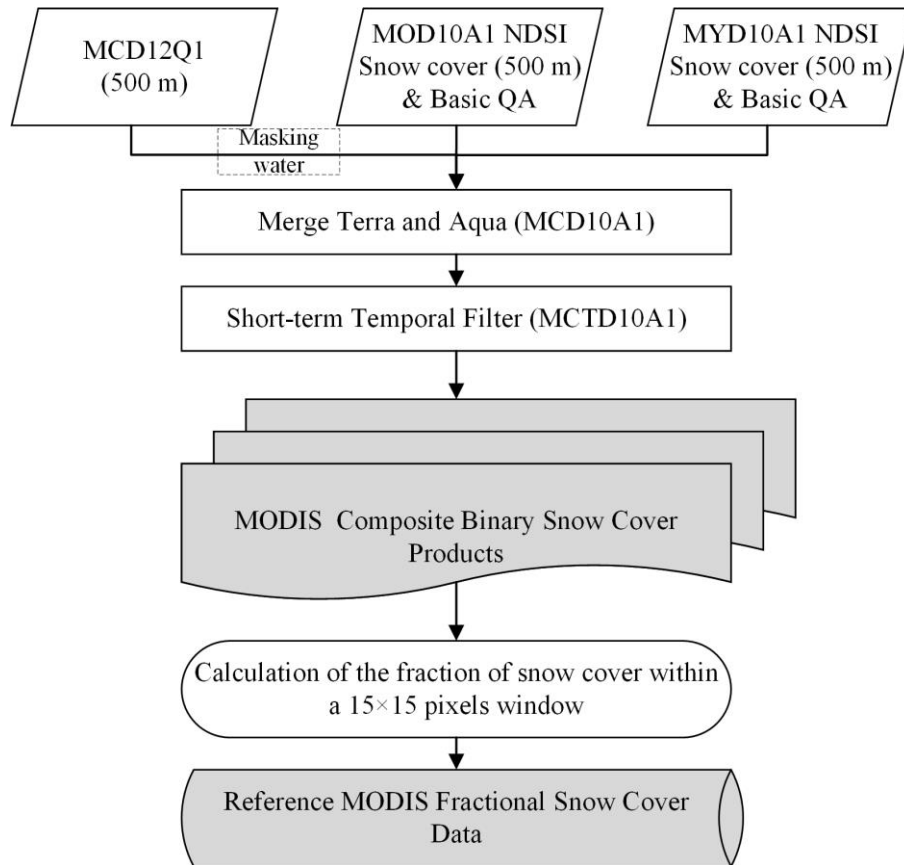 MCD12Q1
(500 m)
MOD10A1 NDSI
Snow cover (500 m)
& Basic QA
MYD10A1 NDSI
Snow cover (500 m)
& Basic QA
Masking
water
Merge Terra and Aqua (MCD10A1)
Short-term Temporal Filter (MCTD10A1)
MODIS  Composite Binary Snow Cover
Products
Calculation of the fraction of snow cover within
a 15×15 pixels window
Reference MODIS Fractional Snow Cover
Data